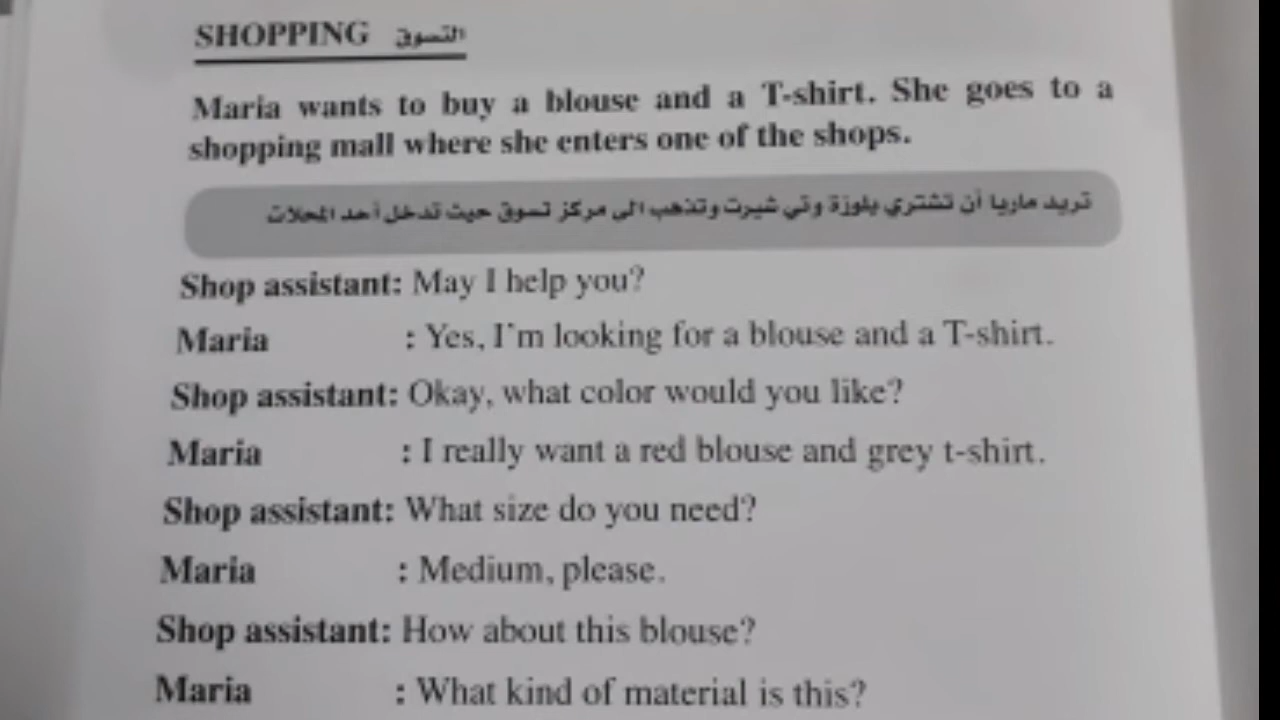 SHOPPING التسوق
Maria wants to buy a blouse and a T-shirt. She goes to a
shopping mall where she enters one of the shops.
تريد ماريا أن تشتري بلوزة وتي شيرت وتذهب الى مركز تسوق حيث تدخل أحد المحلات
Shop assistant: May I help you?
Maria : Yes, I'm looking for a blouse and a T-shirt.
Shop assistant: Okay, what color would you like?
Maria : I really want a red blouse and grey t-shirt.
Shop assistant: What size do you need?
Maria : Medium, please.
Shop assistant: How about this blouse?
Maria : What kind of material is this?